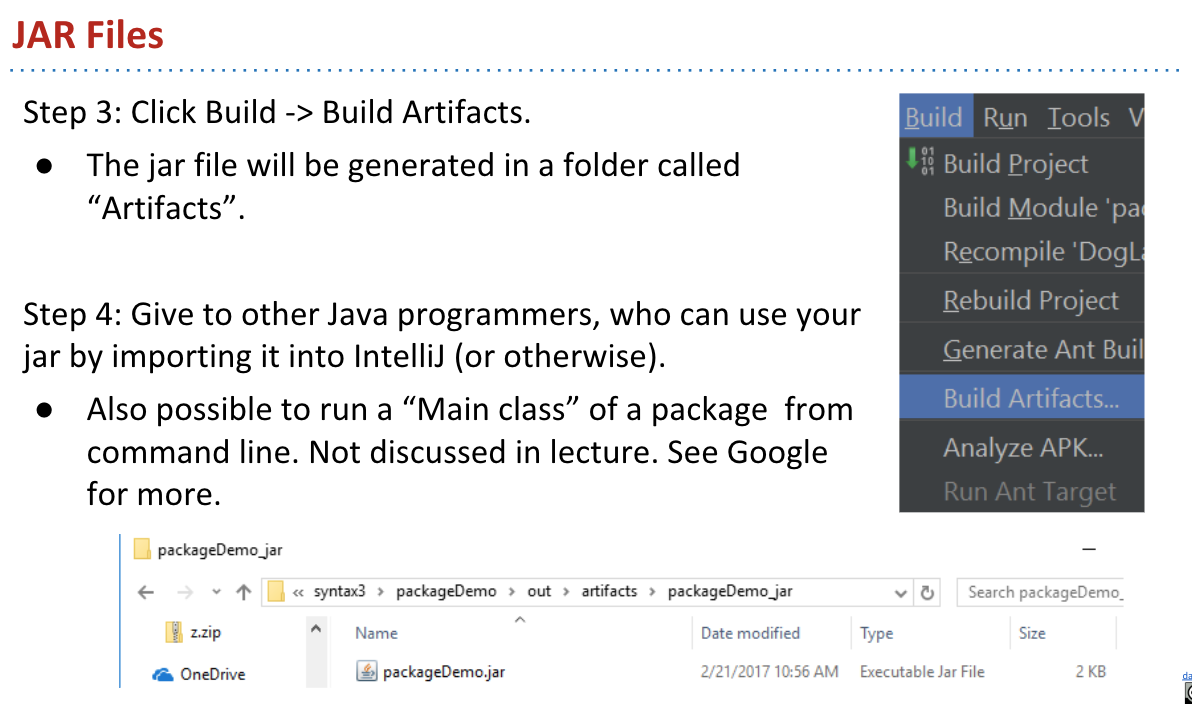 JAR Files
Step 3: Click Build -> Build Artifacts.
● The jar file will be generated in a folder called
“Artifacts”.
Step 4: Give to other Java programmers, who can use your
jar by importing it into IntelliJ (or otherwise).
● Also possible to run a “Main class” of a package from
command line. Not discussed in lecture. See Google
for more.
Build Run Tools V
Build Project
Build Module 'pac
Recompile 'DogLa
Rebuild Project
Generate Ant Buil
Build Artifacts...
Analyze APK...
Run Ant Target
packageDemo_jar
« syntax3 > packageDemo > out > artifacts > packageDemo_jar
Search packageDemo_
z.zip
Name Date modified Type Size
OneDrive
packageDemo.jar 2/21/2017 10:56 AM Executable Jar File 2 KB